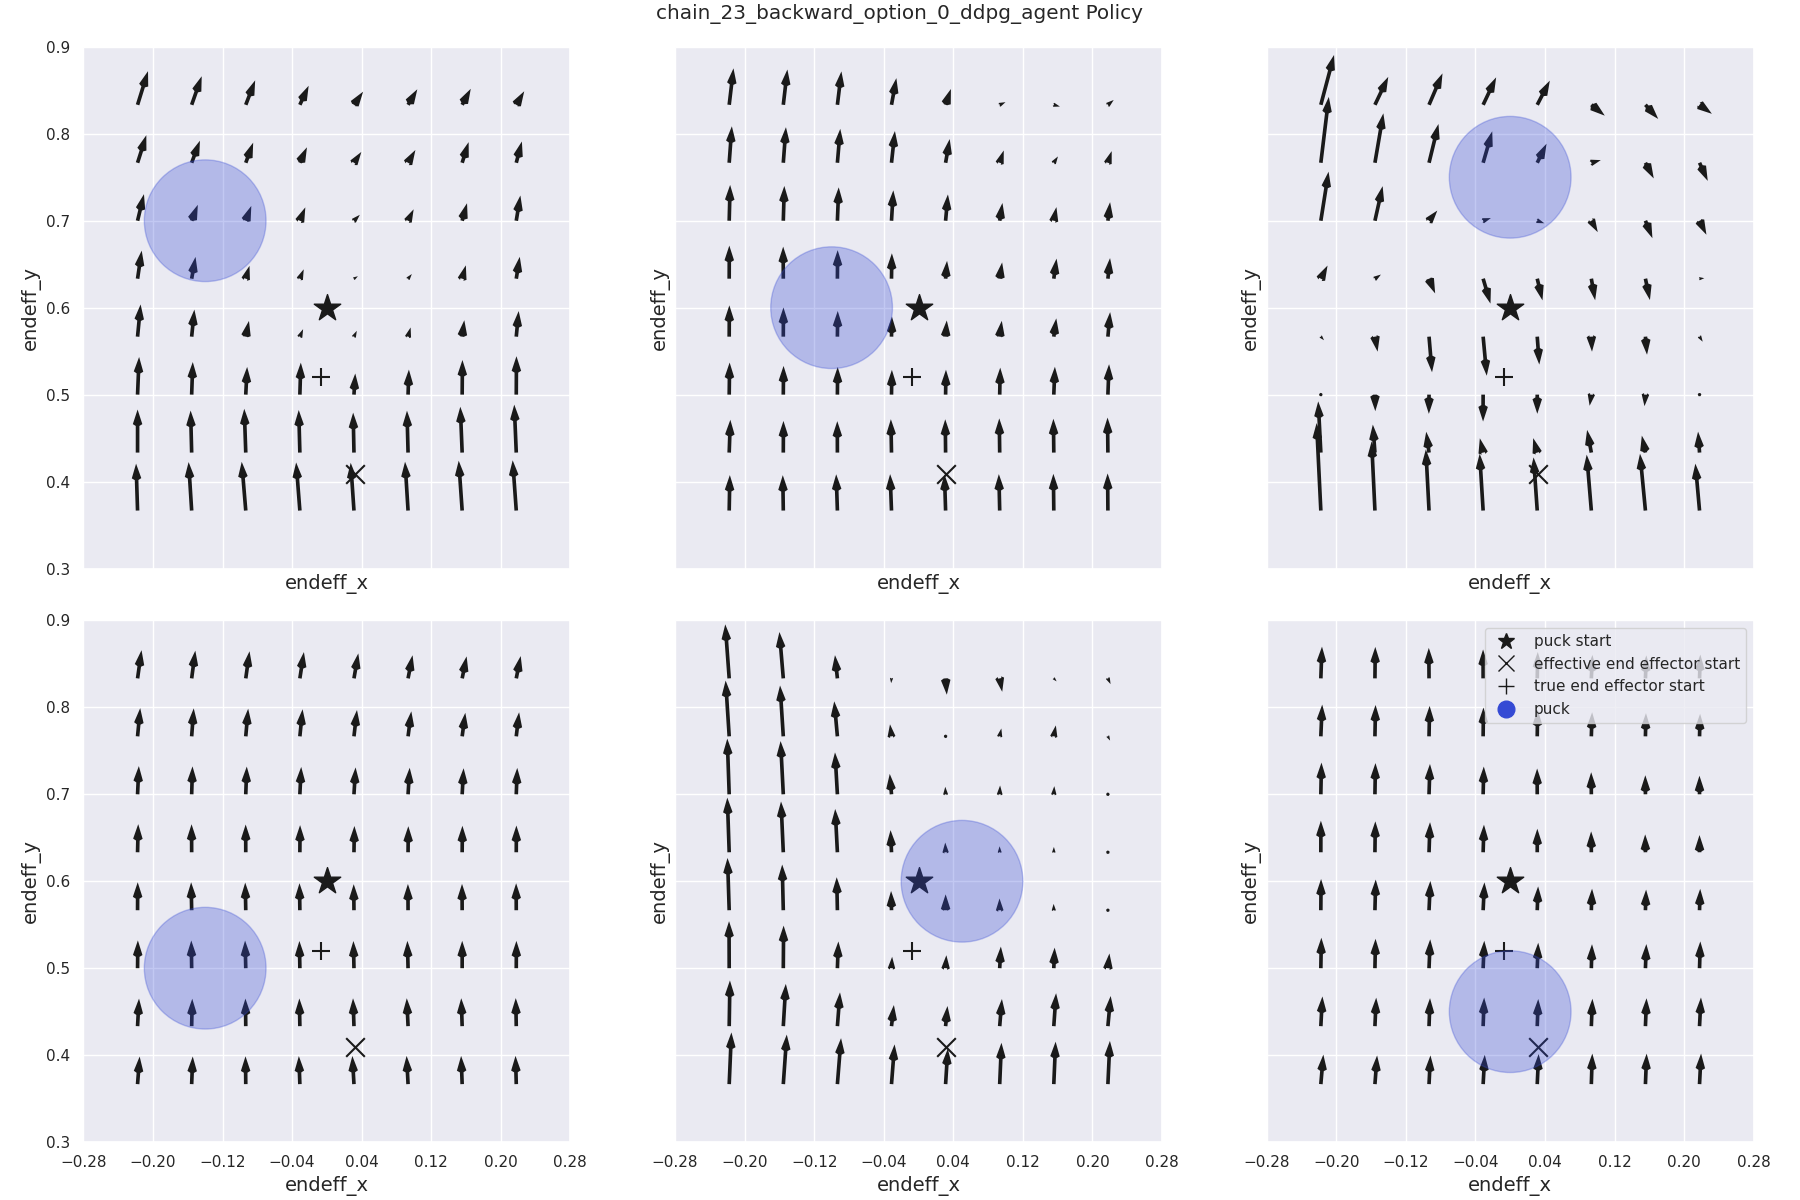 chain_23_backward_option_0_ddpg_agent Policy
0.9
0.8
0.7
0.6
0.5
0.4
0.3
endeff_y
endeff_x
endeff_y
endeff_x
endeff_y
endeff_x
0.9
0.8
0.7
0.6
0.5
0.4
0.3
endeff_y
−0.28 −0.20 −0.12 −0.04 0.04 0.12 0.20 0.28
endeff_x
endeff_y
−0.28 −0.20 −0.12 −0.04 0.04 0.12 0.20 0.28
endeff_x
puck start
effective end effector start
true end effector start
puck
endeff_y
−0.28 −0.20 −0.12 −0.04 0.04 0.12 0.20 0.28
endeff_x